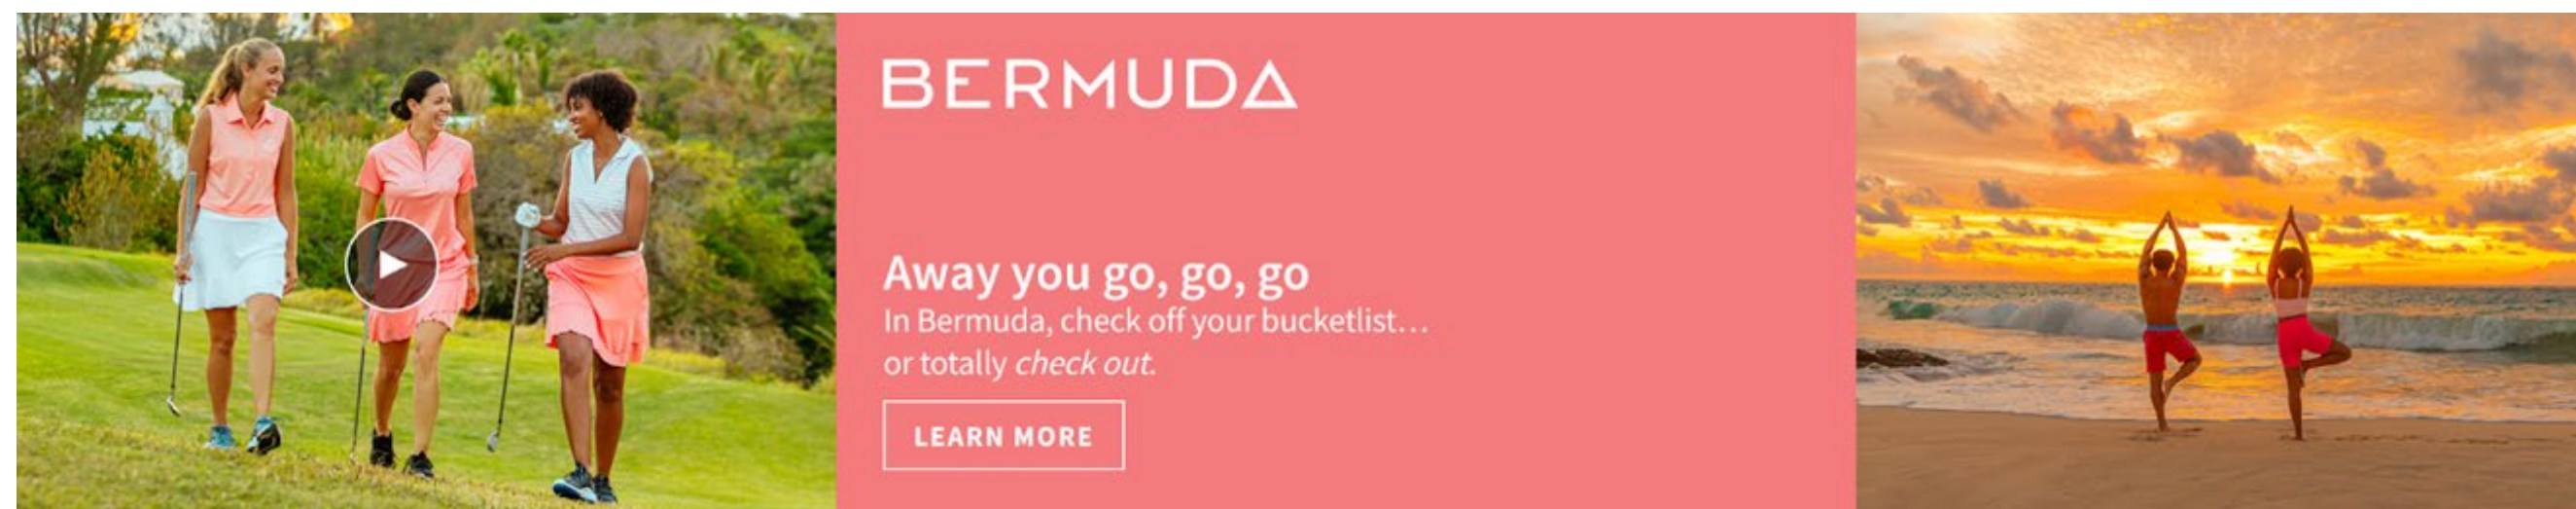 BERMUDA
Away you go, go, go
In Bermuda, check off your bucketlist...
or totally check out.
LEARN MORE